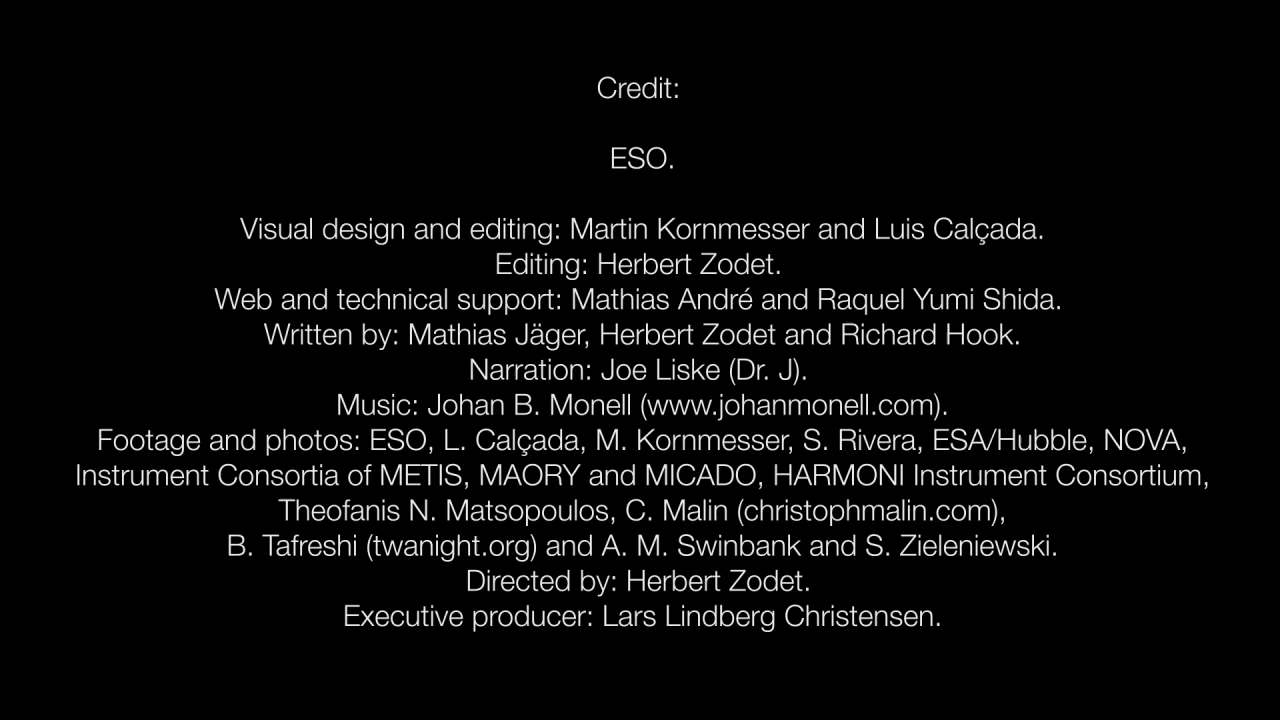 Credit:
ESO.
Visual design and editing: Martin Kornmesser and Luis Calçada.
Editing: Herbert Zodet.
Web and technical support: Mathias André and Raquel Yumi Shida.
Written by: Mathias Jäger, Herbert Zodet and Richard Hook.
Narration: Joe Liske (Dr. J).
Music: Johan B. Monell (www.johanmonell.com).
Footage and photos: ESO, L. Calçada, M. Kornmesser, S. Rivera, ESA/Hubble, NOVA,
Instrument Consortia of METIS, MAORY and MICADO, HARMONI Instrument Consortium,
Theofanis N. Matsopoulos, C. Malin (christophmalin.com),
B. Tafreshi (twanight.org) and A. M. Swinbank and S. Zieleniewski.
Directed by: Herbert Zodet.
Executive producer: Lars Lindberg Christensen.